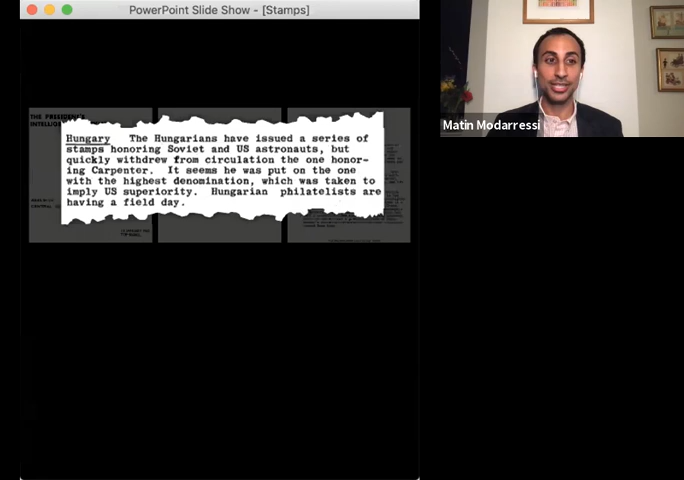 PowerPoint Slide Show - [Stamps]
THE PRESIDENT'S
Hungary The Hungarians have issued a series of
stamps honoring Soviet and US astronauts, but
quickly withdrew from circulation the one honor-
ing Carpenter. It seems he was put on the one
with the highest denomination, which was taken to
imply US superiority. Hungarian philatelists are
having a field day.
Matin Modarressi